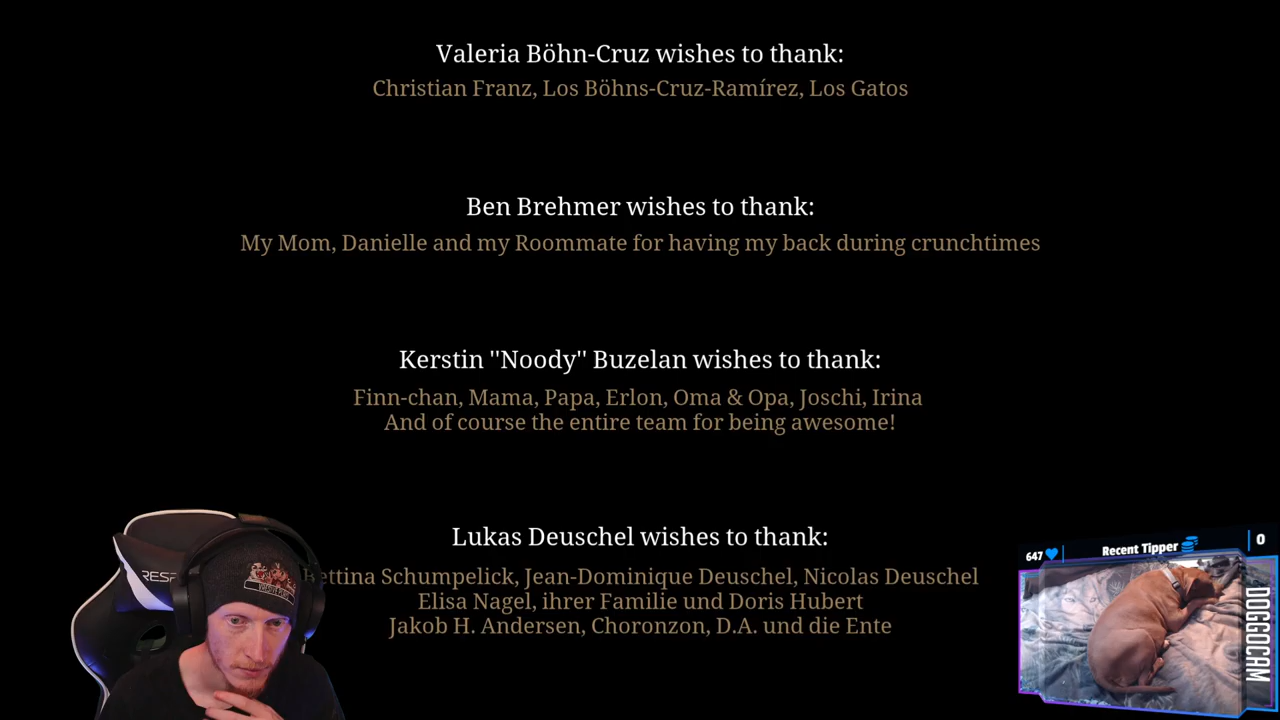 Valeria Böhn-Cruz wishes to thank:
Christian Franz, Los Böhns-Cruz-Ramírez, Los Gatos
Ben Brehmer wishes to thank:
My Mom, Danielle and my Roommate for having my back during crunchtimes
Kerstin "Noody" Buzelan wishes to thank:
Finn-chan, Mama, Papa, Erlon, Oma & Opa, Joschi, Irina
And of course the entire team for being awesome!
Lukas Deuschel wishes to thank:
Bettina Schumpelick, Jean-Dominique Deuschel, Nicolas Deuschel
Elisa Nagel, ihrer Familie und Doris Hubert
Jakob H. Andersen, Choronzon, D.A. und die Ente
RESP
647
Recent Tipper
0
DOGGOCAM